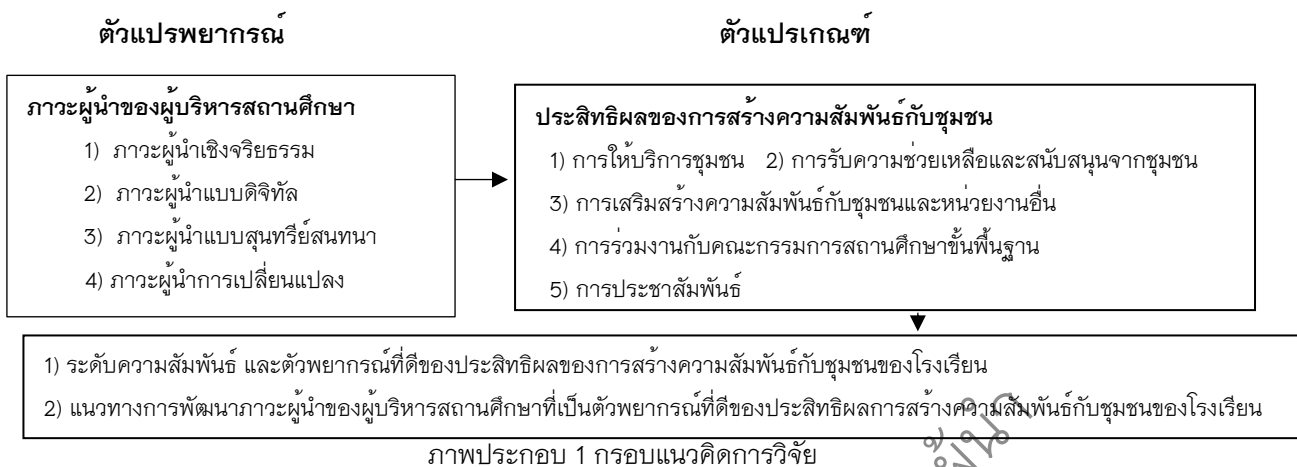 ตัวแปรพยากรณ์
ตัวแปรเกณฑ์
ภาวะผู้นำของผู้บริหารสถานศึกษา
1) ภาวะผู้นำเชิงจริยธรรม
2) ภาวะผู้นำแบบดิจิทัล
3) ภาวะผู้นำแบบสุนทรียสนทนา
4) ภาวะผู้นำการเปลี่ยนแปลง
ประสิทธิผลของการสร้างความสัมพันธ์กับชุมชน
1) การให้บริการชุมชน 2) การรับความช่วยเหลือและสนับสนุนจากชุมชน
3) การเสริมสร้างความสัมพันธ์กับชุมชนและหน่วยงานอื่น
4) การร่วมงานกับคณะกรรมการสถานศึกษาขั้นพื้นฐาน
5) การประชาสัมพันธ์
1) ระดับความสัมพันธ์ และตัวพยากรณ์ที่ดีของประสิทธิผลของการสร้างความสัมพันธ์กับชุมชนของโรงเรียน
2) แนวทางการพัฒนาภาวะผู้นำของผู้บริหารสถานศึกษาที่เป็นตัวพยากรณ์ที่ดีของประสิทธิผลการสร้างความสัมพันธ์กับชุมชนของโรงเรียน
ภาพประกอบ 1 กรอบแนวคิดการวิจัย